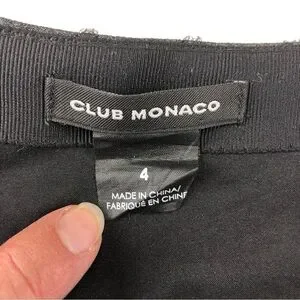 CLUB MONACO
4
MADE IN CHINA/
FABRIQUÉ EN CHINE